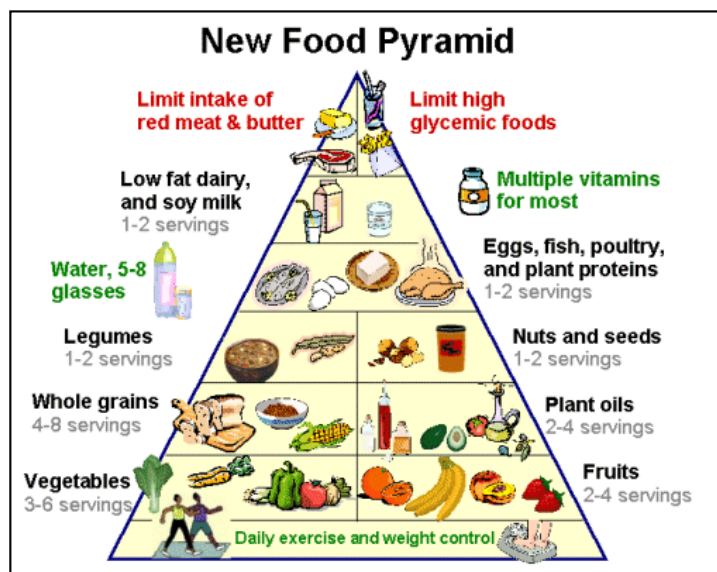 New Food Pyramid
Limit intake of
red meat & butter
Limit high
glycemic foods
Low fat dairy,
and soy milk
1-2 servings
Multiple vitamins
for most
Water, 5-8
glasses
Eggs, fish, poultry,
and plant proteins
1-2 servings
Legumes
1-2 servings
Nuts and seeds
1-2 servings
Whole grains
4-8 servings
Plant oils
2-4 servings
Vegetables
3-6 servings
Fruits
2-4 servings
Daily exercise and weight control